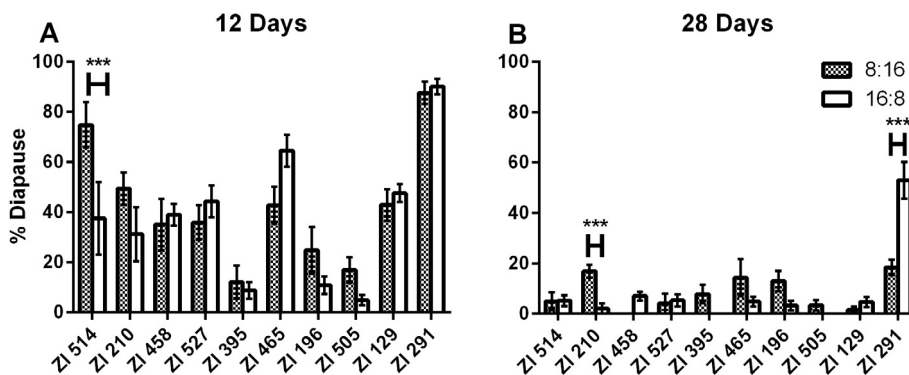 12 Days
28 Days
A
B
% Diapause
100
80
60
40
20
0
***
ZI 514
ZI 210
ZI 458
ZI 527
ZI 395
ZI 465
ZI 196
ZI 505
ZI 129
ZI 291
100
80
60
40
20
0
8:16
16:8
***
***
ZI 514
ZI 210
ZI 458
ZI 527
ZI 395
ZI 465
ZI 196
ZI 505
ZI 129
ZI 291